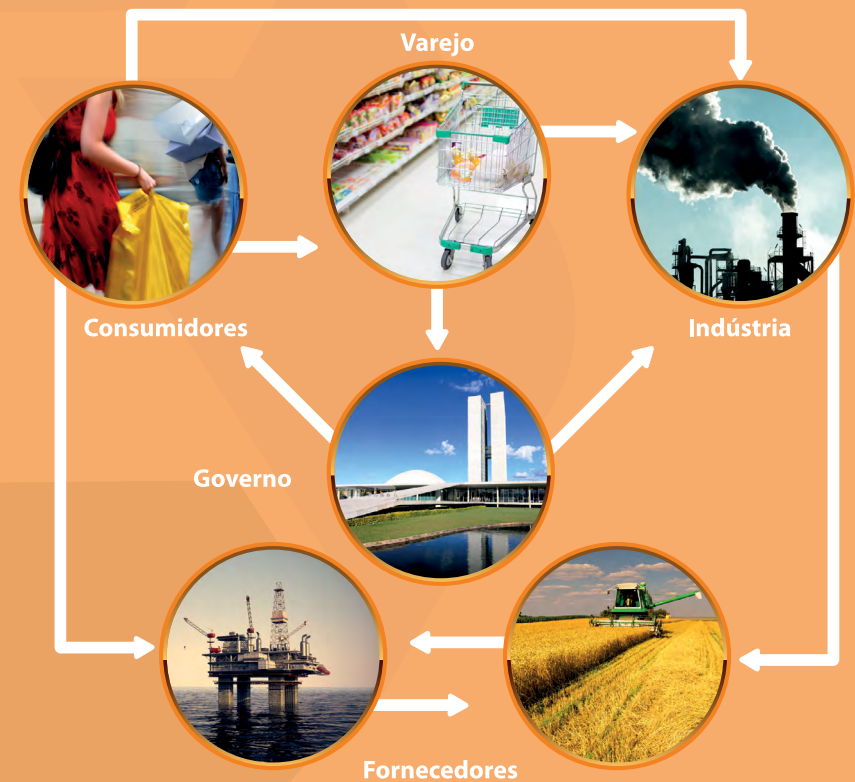 Varejo
Consumidores
Indústria
Governo
Fornecedores